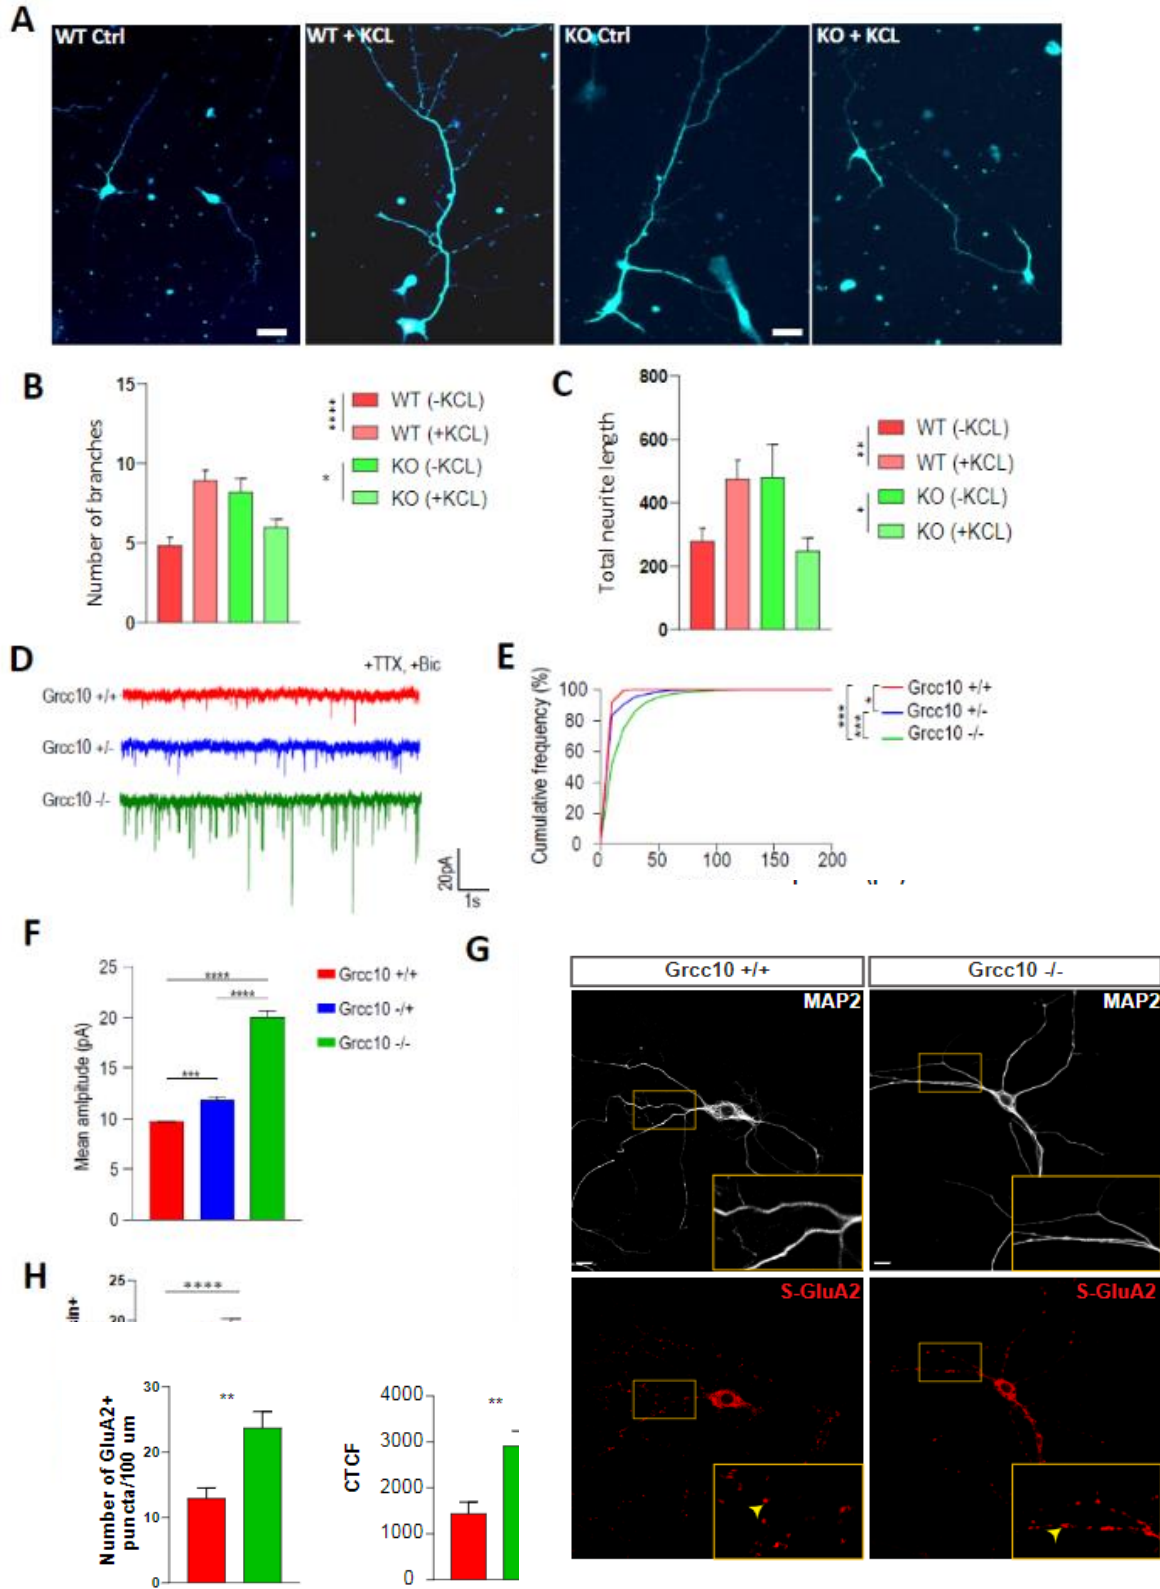 A
WT Ctrl
WT + KCL
KO Ctrl
KO + KCL
B
Number of branches
15
10
5
0
****
*
WT (-KCL)
WT (+KCL)
KO (-KCL)
KO (+KCL)
C
Total neurite length
800
600
400
200
0
**
*
WT (-KCL)
WT (+KCL)
KO (-KCL)
KO (+KCL)
D
+TTX, +Bic
Grcc10 +/+
Grcc10 +/-
Grcc10 -/-
20pA
1s
E
Cumulative frequency (%)
100
80
60
40
20
0
0 50 100 150 200
***
***
*
Grcc10 +/+
Grcc10 +/-
Grcc10 -/-
F
Mean amlpitude (pA)
25
20
15
10
5
0
****
****
***
Grcc10 +/+
Grcc10 -/+
Grcc10 -/-
G
Grcc10 +/+
Grcc10 -/-
MAP2
MAP2
S-GluA2
S-GluA2
H
25
20
****
Number of GluA2+
puncta/100 um
30
20
10
0
**
CTCF
4000
3000
2000
1000
0
**